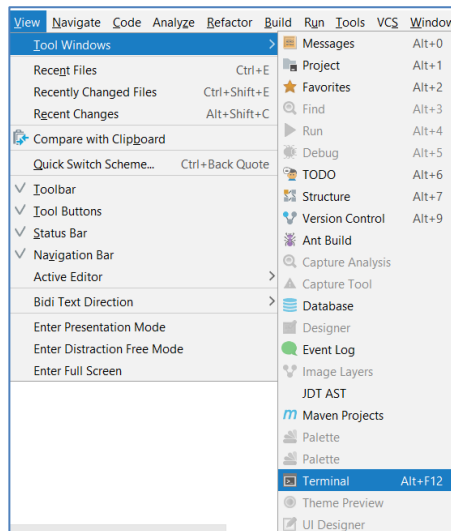 View Navigate Code Analyze Refactor Build Run Tools VCS Window
Tool Windows
Recent Files Ctrl+E
Recently Changed Files Ctrl+Shift+E
Recent Changes Alt+Shift+C
Compare with Clipboard
Quick Switch Scheme... Ctrl+Back Quote
Toolbar
Tool Buttons
Status Bar
Navigation Bar
Active Editor
Bidi Text Direction
Enter Presentation Mode
Enter Distraction Free Mode
Enter Full Screen
Messages Alt+0
Project Alt+1
Favorites Alt+2
Find Alt+3
Run Alt+4
Debug Alt+5
TODO Alt+6
Structure Alt+7
Version Control Alt+9
Ant Build
Capture Analysis
Capture Tool
Database
Designer
Event Log
Image Layers
JDT AST
Maven Projects
Palette
Palette
Terminal Alt+F12
Theme Preview
UI Designer